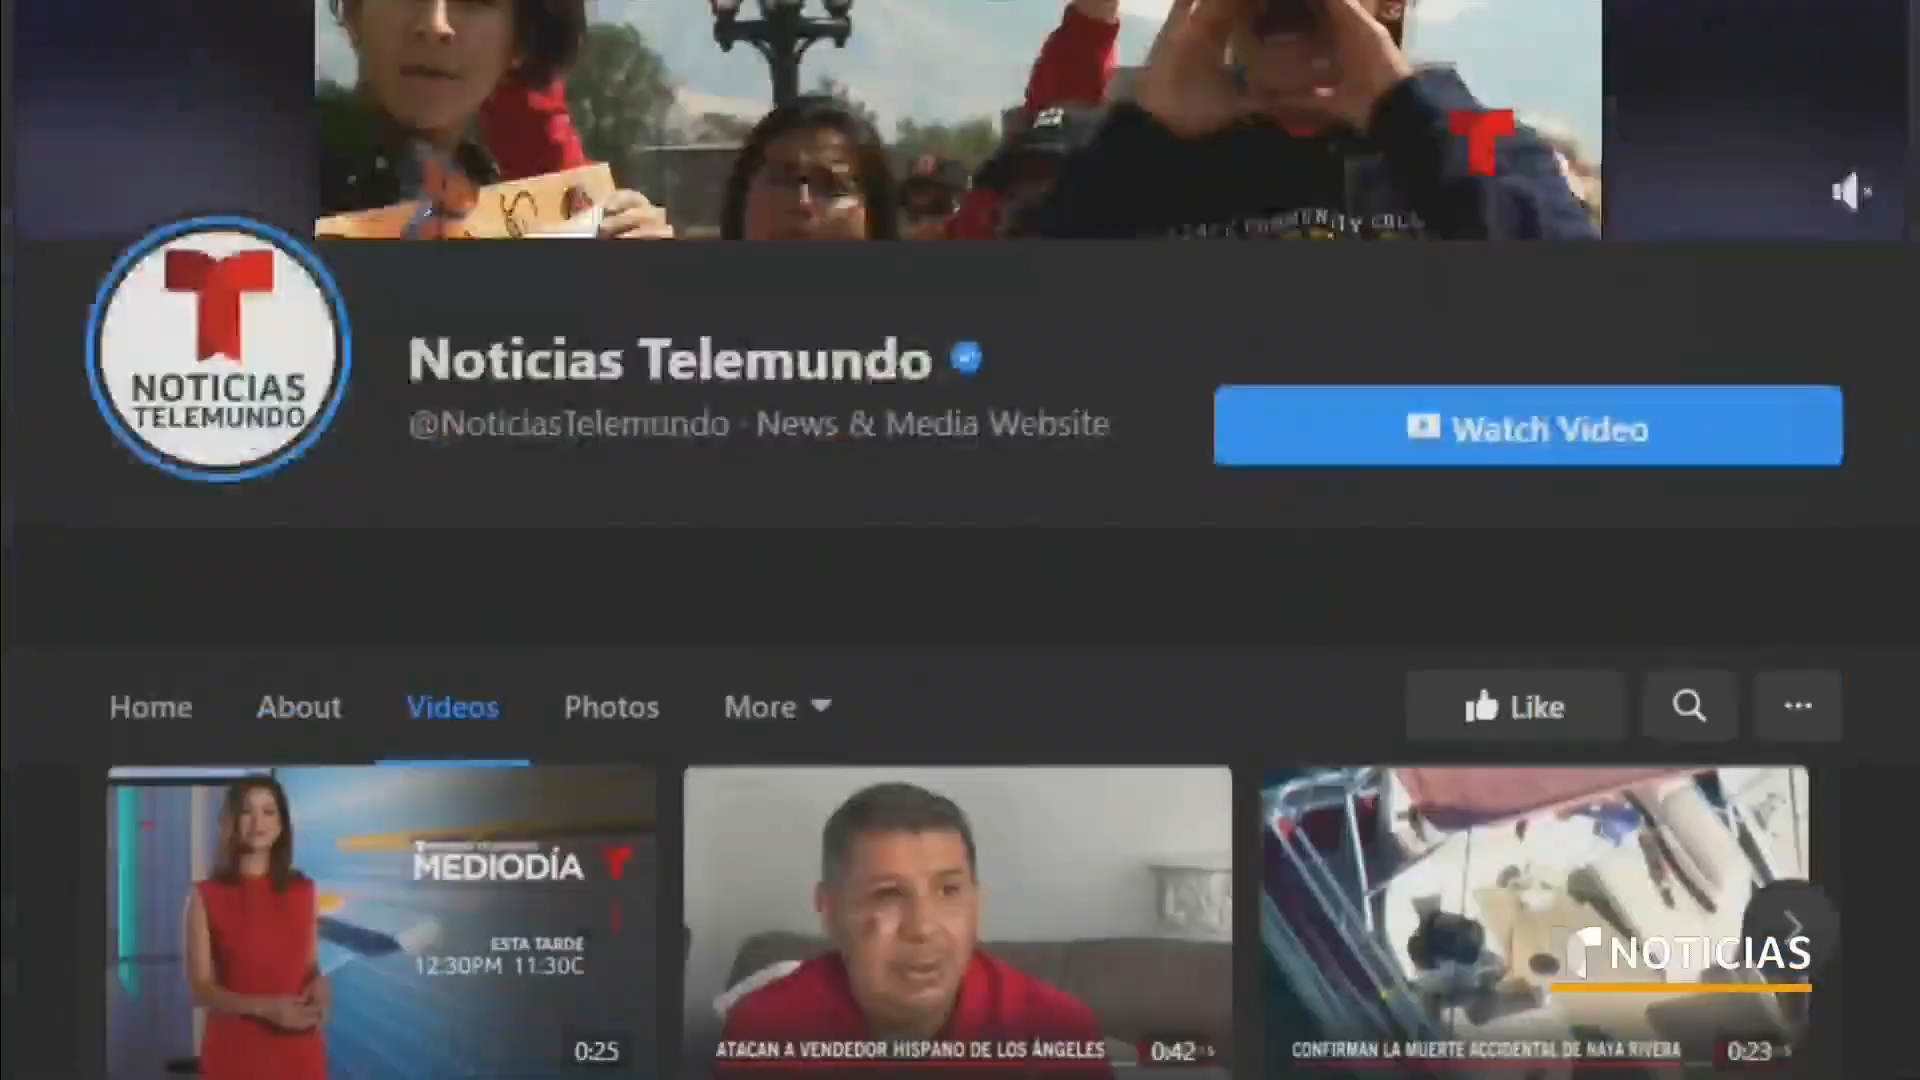 COMMUNITY COLL
NOTICIAS
TELEMUNDO
Noticias Telemundo
@NoticiasTelemundo · News & Media Website
Watch Video
Home About Videos Photos More
Like
MEDIODÍA
ESTA TARDE
12:30PM 11:30C
0:25
ATACAN A VENDEDOR HISPANO DE LOS ÁNGELES
0:42
CONFIRMAN LA MUERTE ACCIDENTAL DE NAYA RIVERA
0:23
NOTICIAS